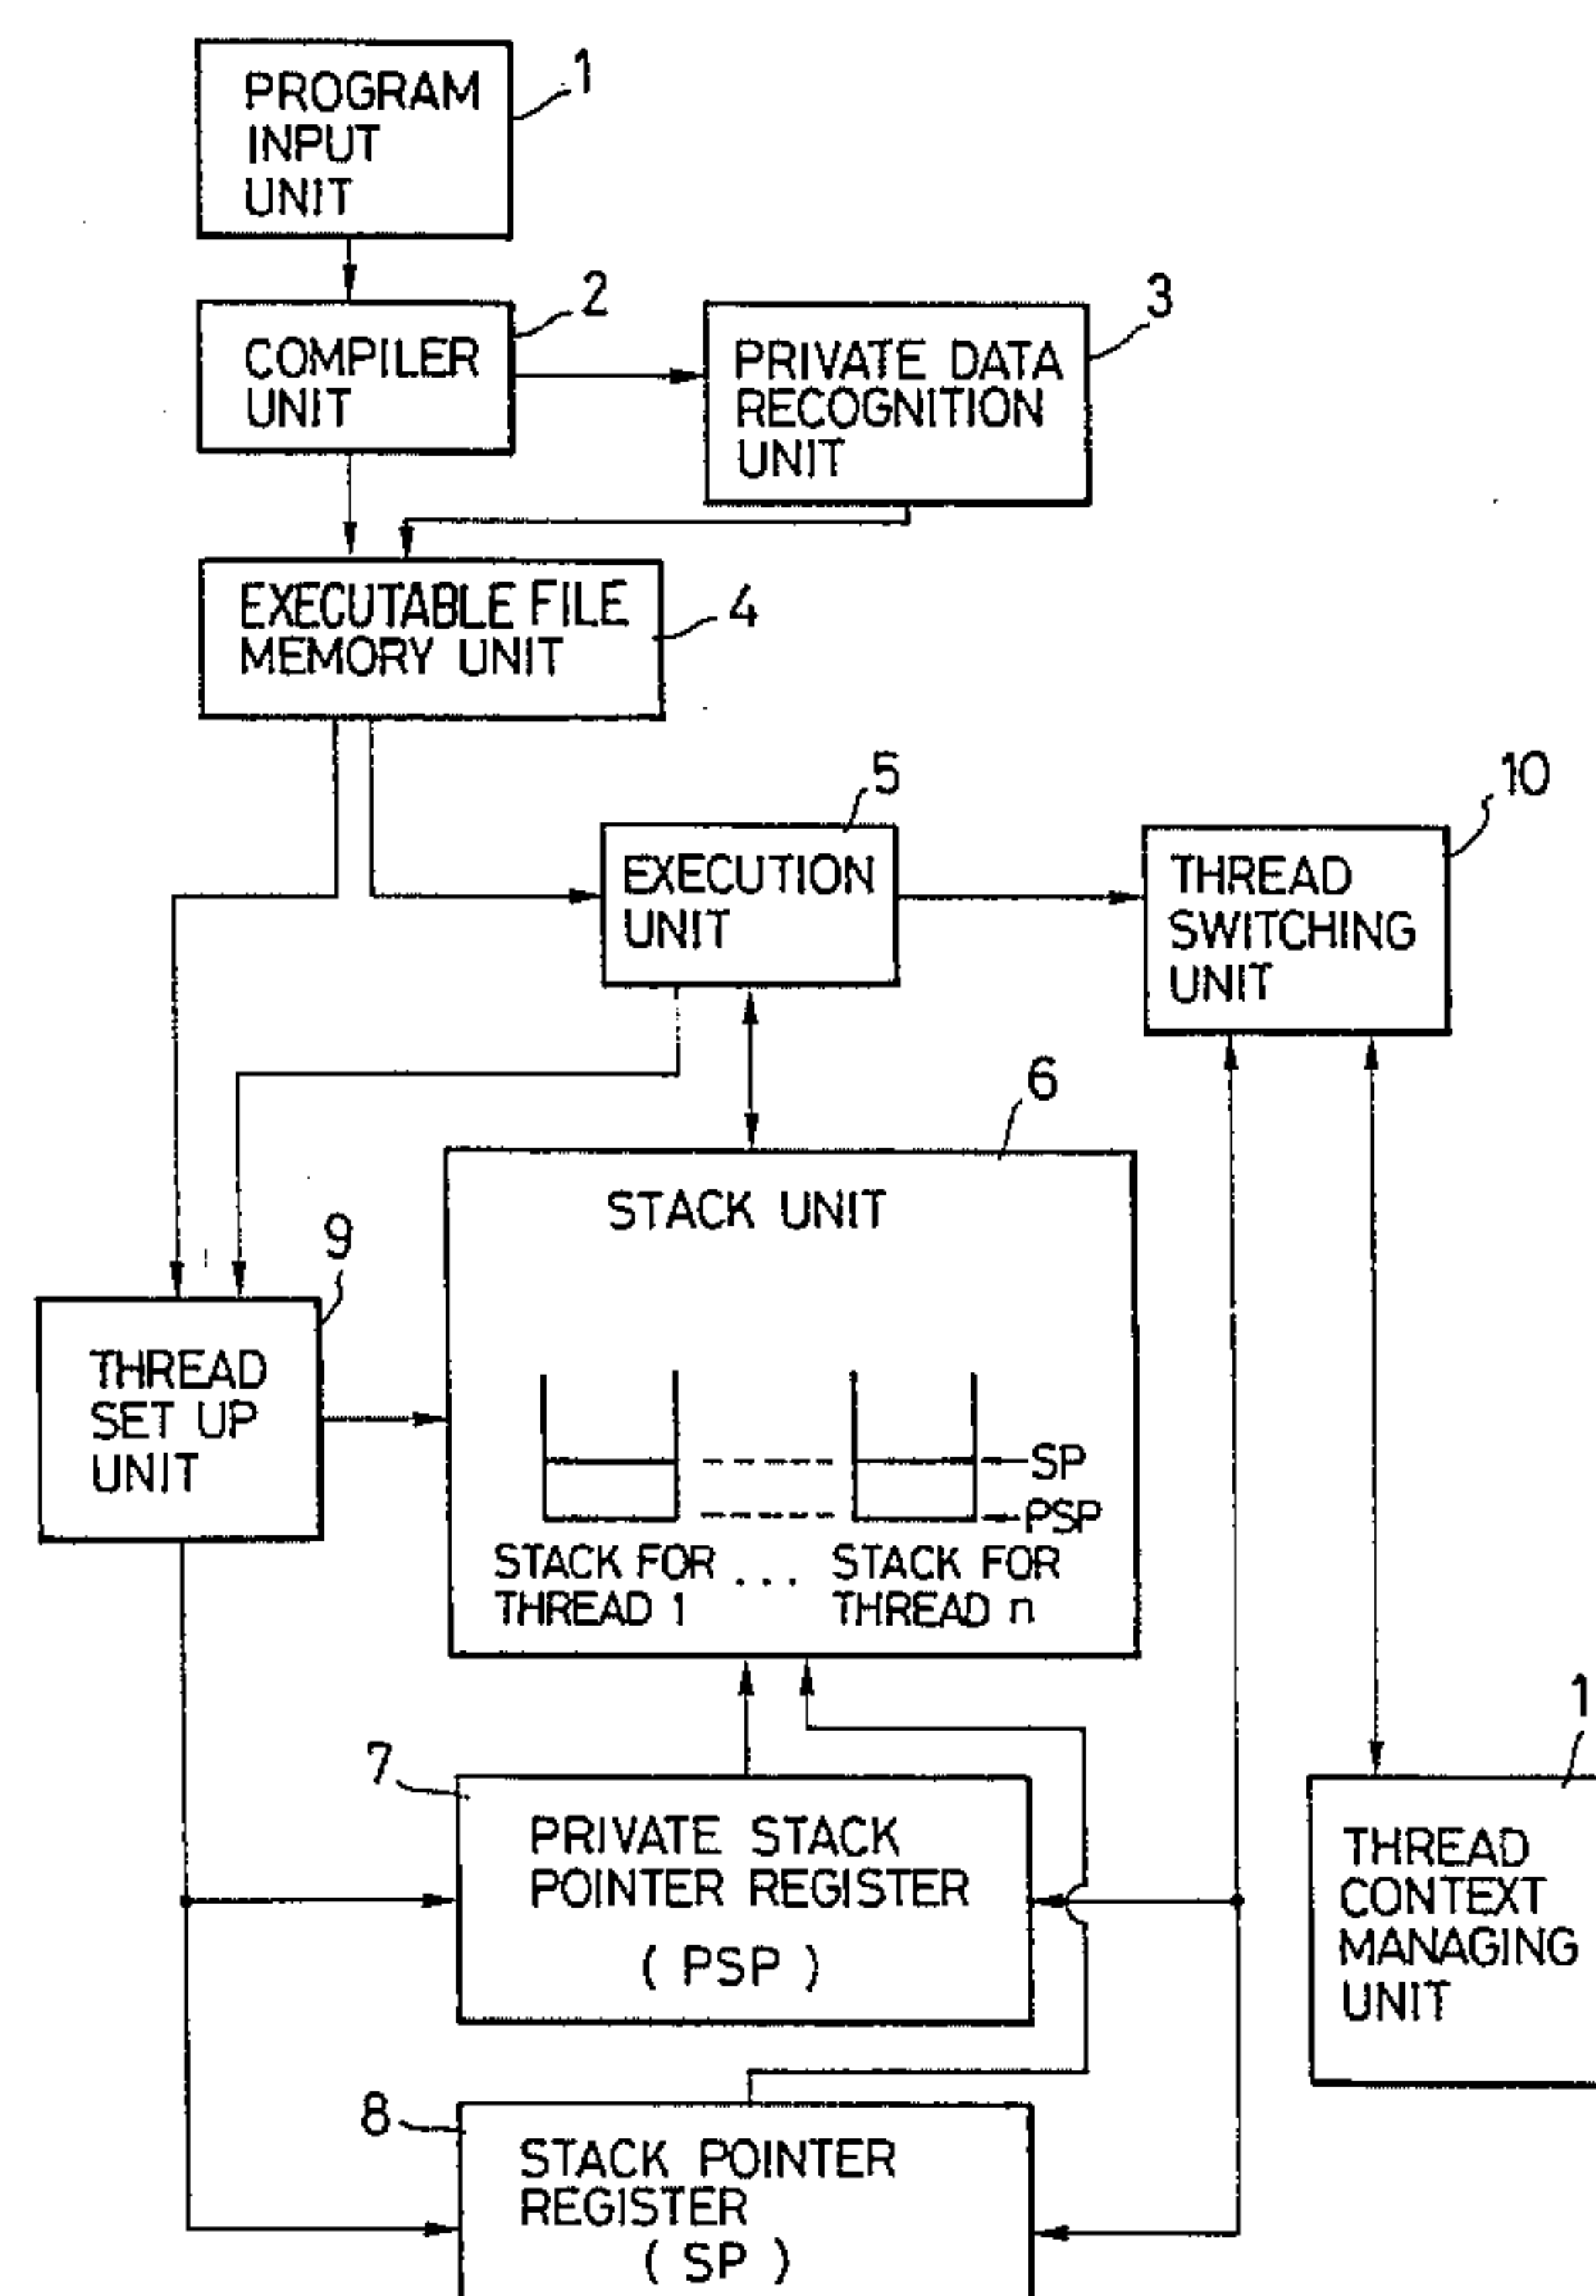 1
PROGRAM
INPUT
UNIT
2
COMPILER
UNIT
3
PRIVATE DATA
RECOGNITION
UNIT
4
EXECUTABLE FILE
MEMORY UNIT
5
EXECUTION
UNIT
10
THREAD
SWITCHING
UNIT
6
STACK UNIT
SP
PSP
STACK FOR
THREAD 1
...
STACK FOR
THREAD n
9
THREAD
SET UP
UNIT
7
PRIVATE STACK
POINTER REGISTER
( PSP )
1
THREAD
CONTEXT
MANAGING
UNIT
8
STACK POINTER
REGISTER
( SP )